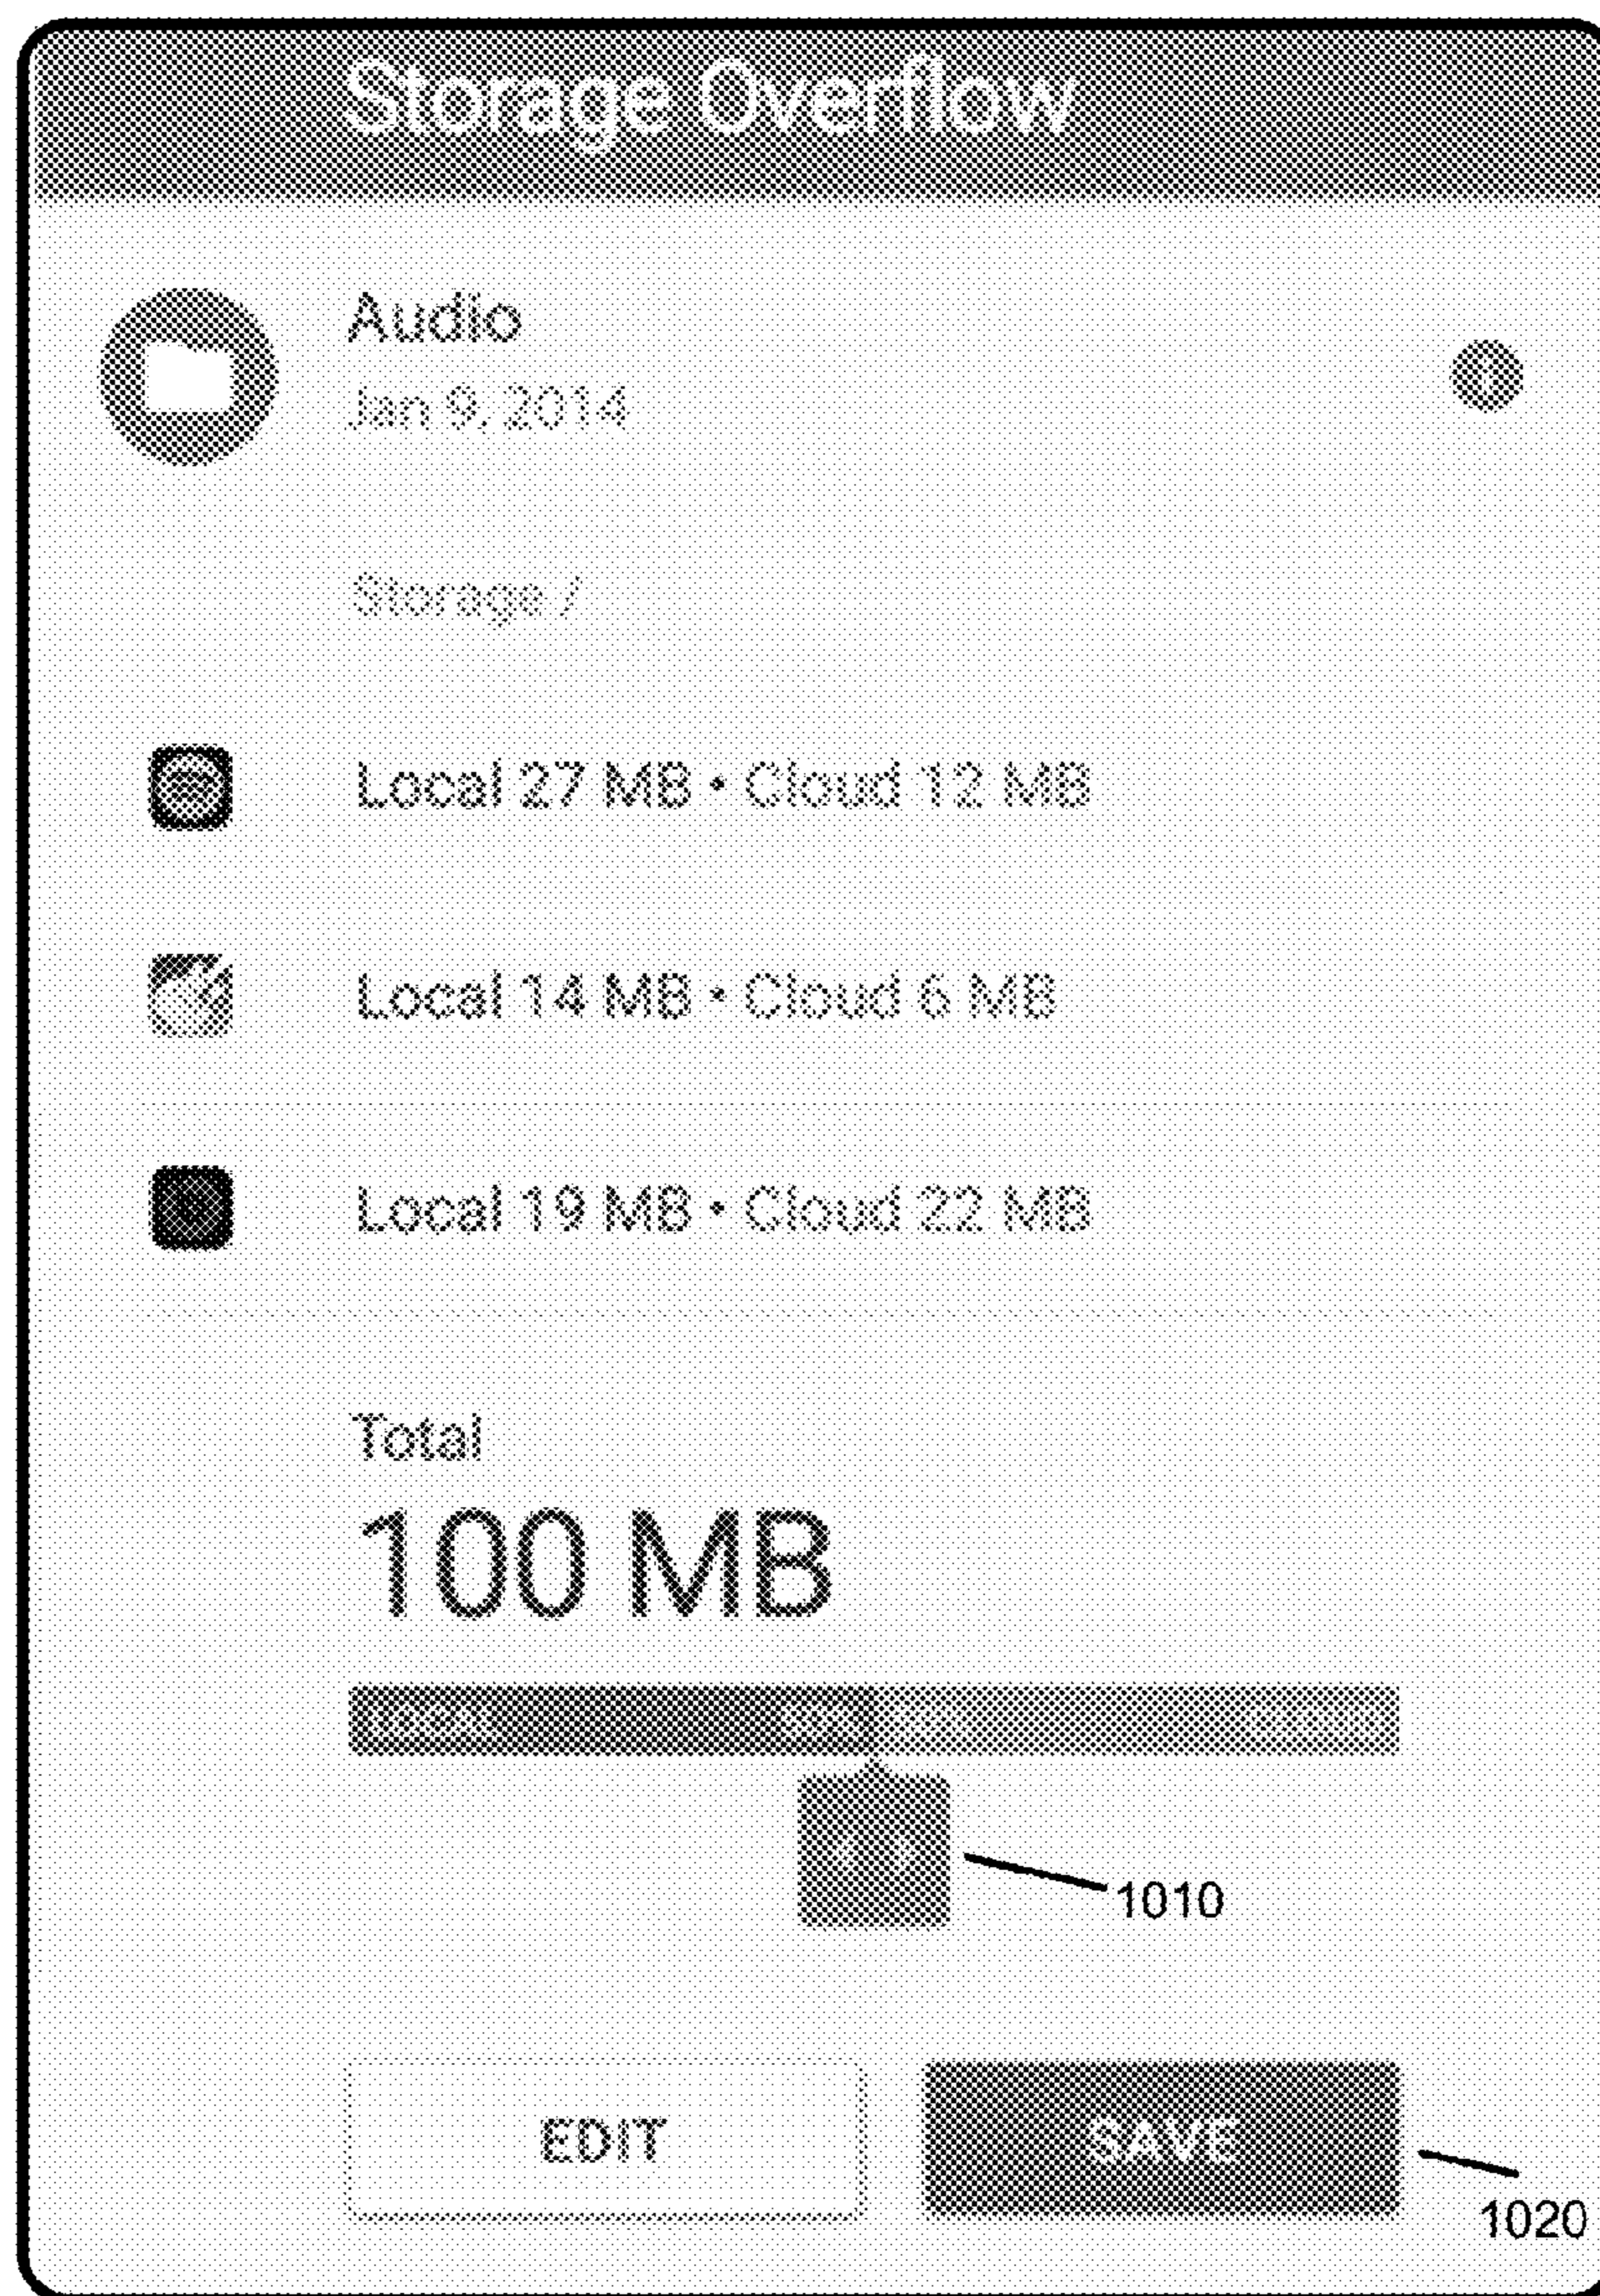 Storage Overflow
Audio
Jan 9, 2014
Storage /
Local 27 MB • Cloud 12 MB
Local 14 MB • Cloud 6 MB
Local 19 MB • Cloud 22 MB
Total
100 MB
1010
EDIT
SAVE
1020